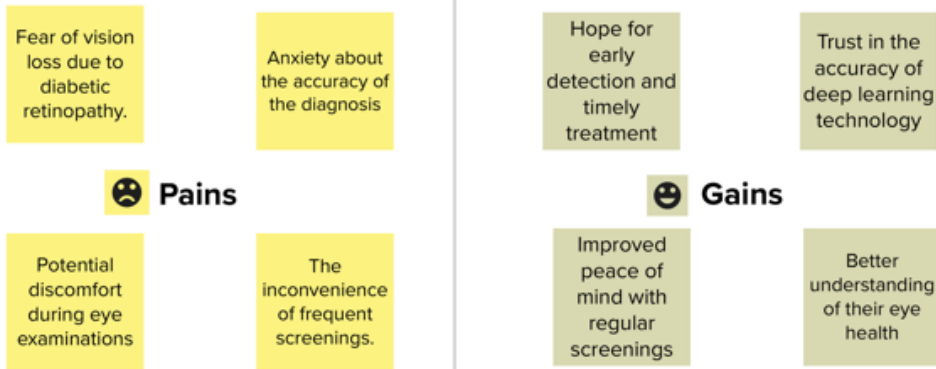 Fear of vision
loss due to
diabetic
retinopathy.
Anxiety about
the accuracy of
the diagnosis
Pains
Potential
discomfort
during eye
examinations
The
inconvenience
of frequent
screenings.
Hope for
early
detection and
timely
treatment
Trust in the
accuracy of
deep learning
technology
Gains
Improved
peace of
mind with
regular
screenings
Better
understanding
of their eye
health